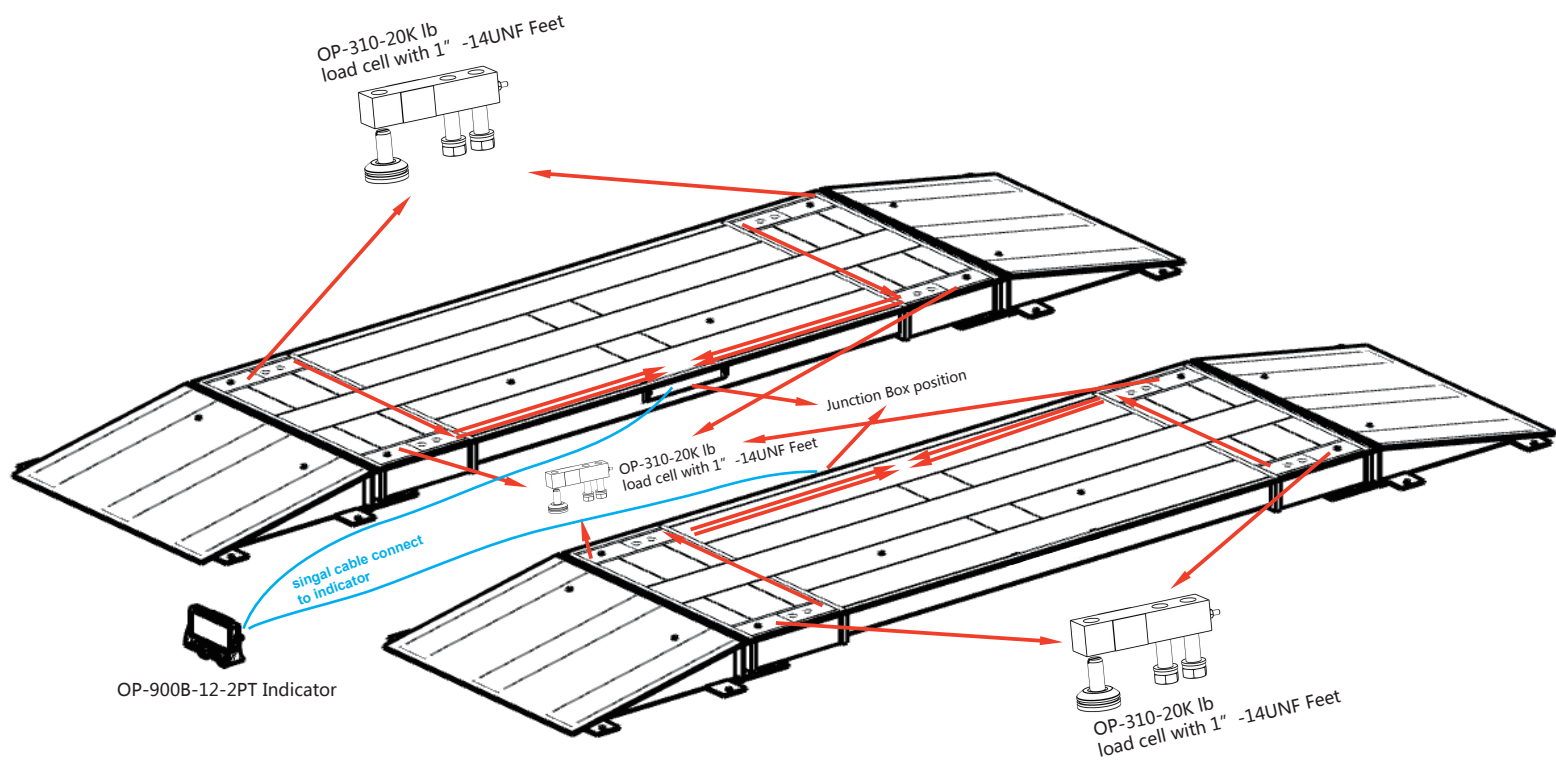 OP-310-20K lb
load cell with 1" -14UNF Feet
Junction Box position
OP-310-20K lb
load cell with 1" -14UNF Feet
singal cable connect
to indicator
OP-900B-12-2PT Indicator
OP-310-20K lb
load cell with 1" -14UNF Feet